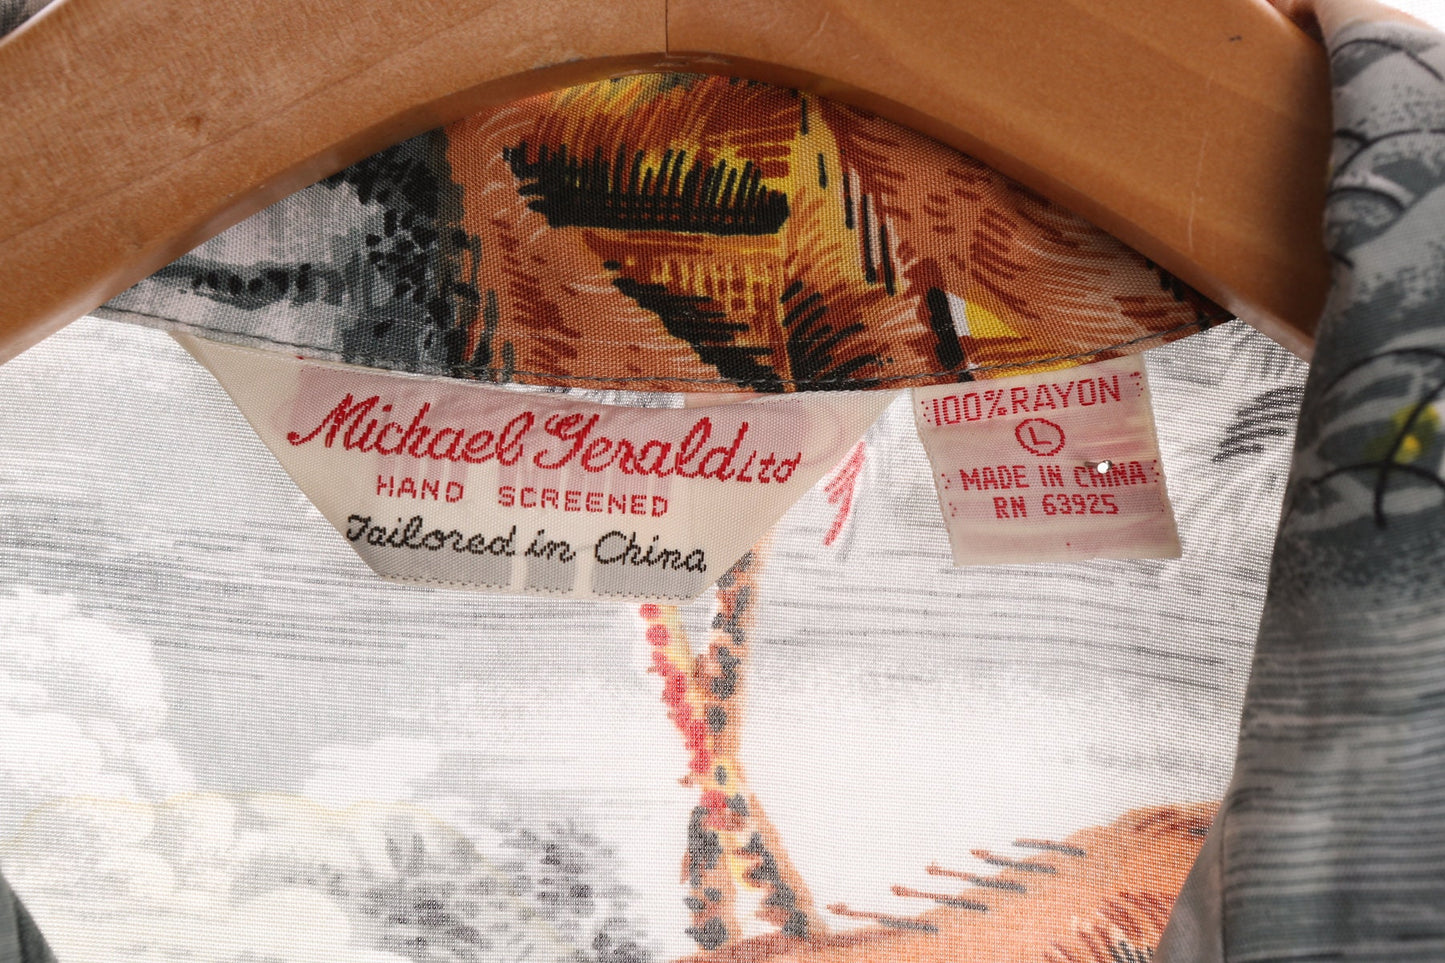 Michael Gerald Ltd
HAND SCREENED
Tailored in China
100% RAYON
L
MADE IN CHINA
RN 63925